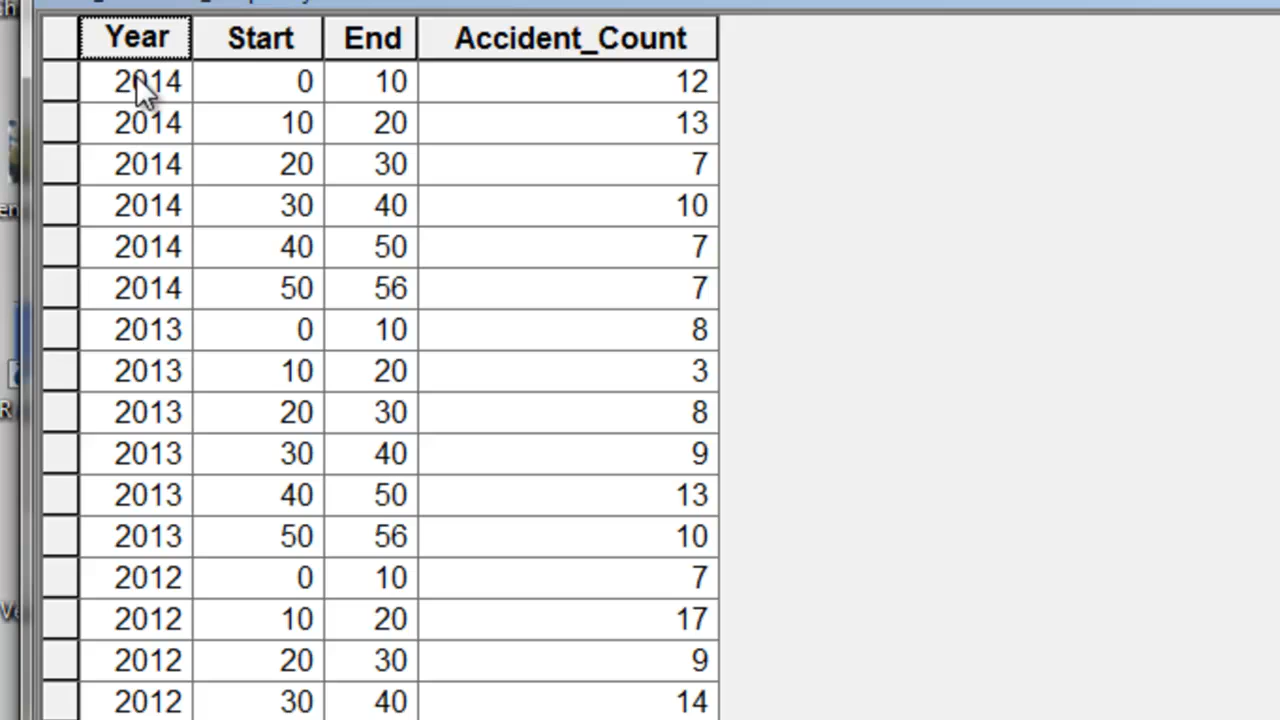 Year Start End Accident_Count
2014 0 10 12
2014 10 20 13
2014 20 30 7
2014 30 40 10
2014 40 50 7
2014 50 56 7
2013 0 10 8
2013 10 20 3
2013 20 30 8
2013 30 40 9
2013 40 50 13
2013 50 56 10
2012 0 10 7
2012 10 20 17
2012 20 30 9
2012 30 40 14